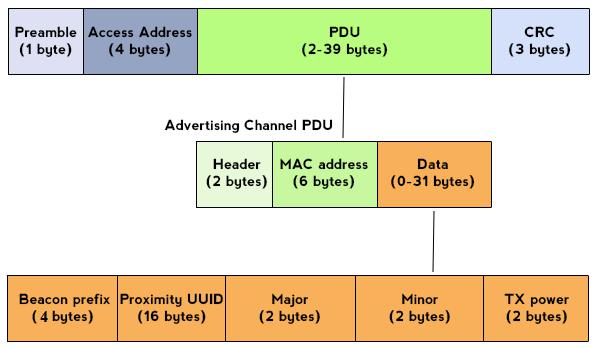 Preamble
(1 byte)
Access Address
(4 bytes)
PDU
(2-39 bytes)
CRC
(3 bytes)
Advertising Channel PDU
Header
(2 bytes)
MAC address
(6 bytes)
Data
(0-31 bytes)
Beacon prefix
(4 bytes)
Proximity UUID
(16 bytes)
Major
(2 bytes)
Minor
(2 bytes)
TX power
(2 bytes)